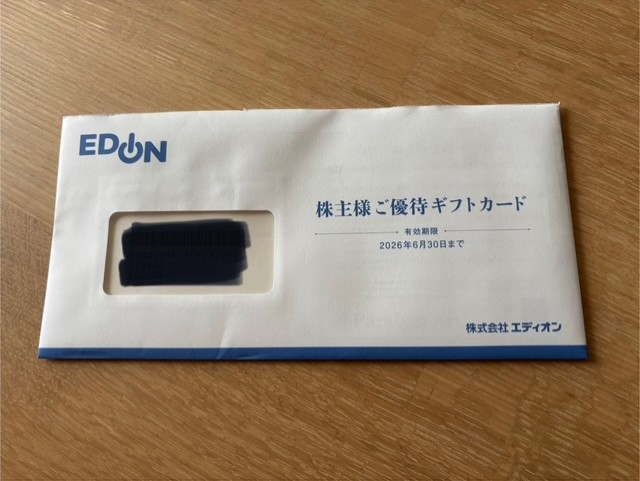 EDION
株主様ご優待ギフトカード
有効期限
2026年6月30日まで
株式会社 エディオン